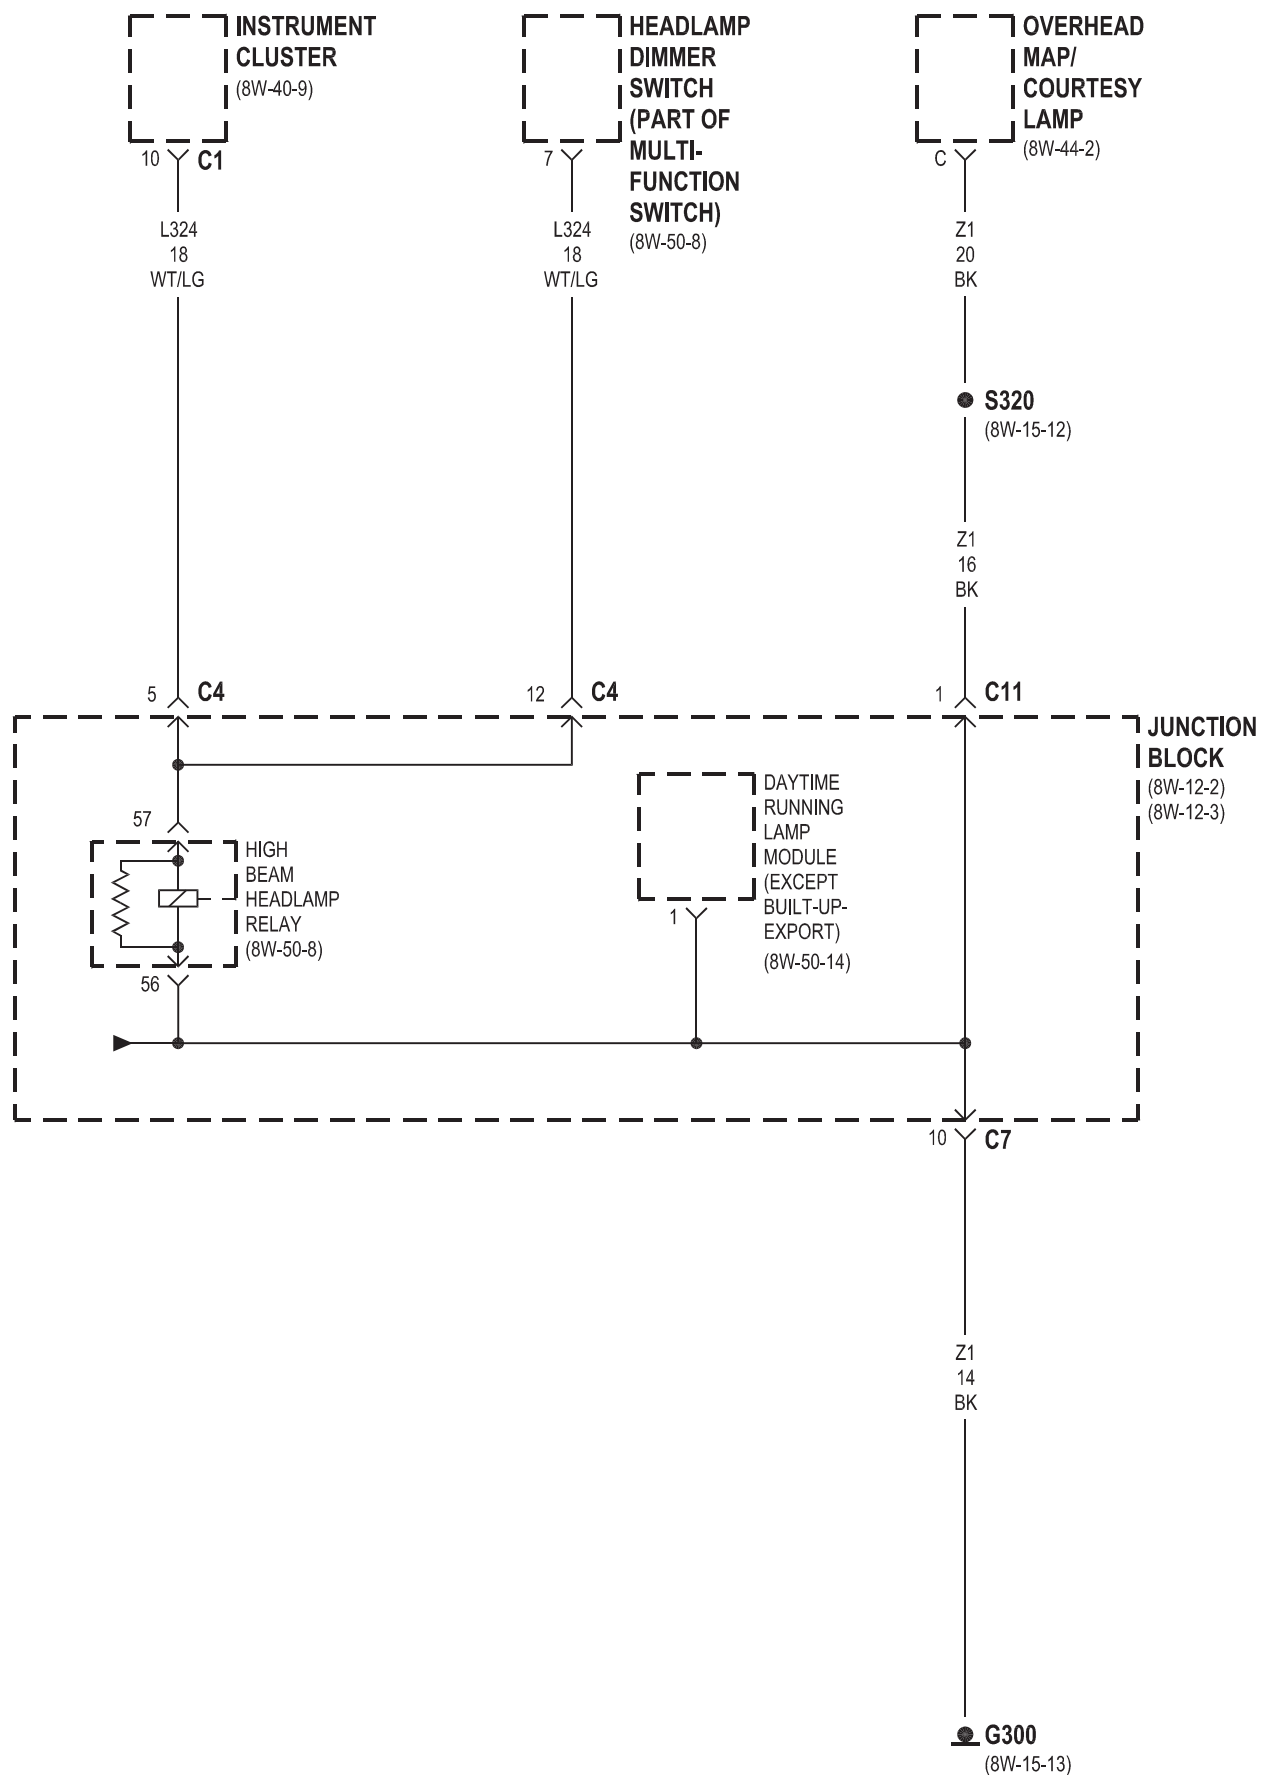 INSTRUMENT
CLUSTER
(8W-40-9)
10
C1
L324
18
WT/LG
HEADLAMP
DIMMER
SWITCH
(PART OF
MULTI-
FUNCTION
SWITCH)
(8W-50-8)
7
L324
18
WT/LG
OVERHEAD
MAP/
COURTESY
LAMP
(8W-44-2)
C
Z1
20
BK
S320
(8W-15-12)
Z1
16
BK
5
C4
12
C4
1
C11
JUNCTION
BLOCK
(8W-12-2)
(8W-12-3)
57
HIGH
BEAM
HEADLAMP
RELAY
(8W-50-8)
56
DAYTIME
RUNNING
LAMP
MODULE
(EXCEPT
BUILT-UP-
EXPORT)
(8W-50-14)
1
10
C7
Z1
14
BK
G300
(8W-15-13)